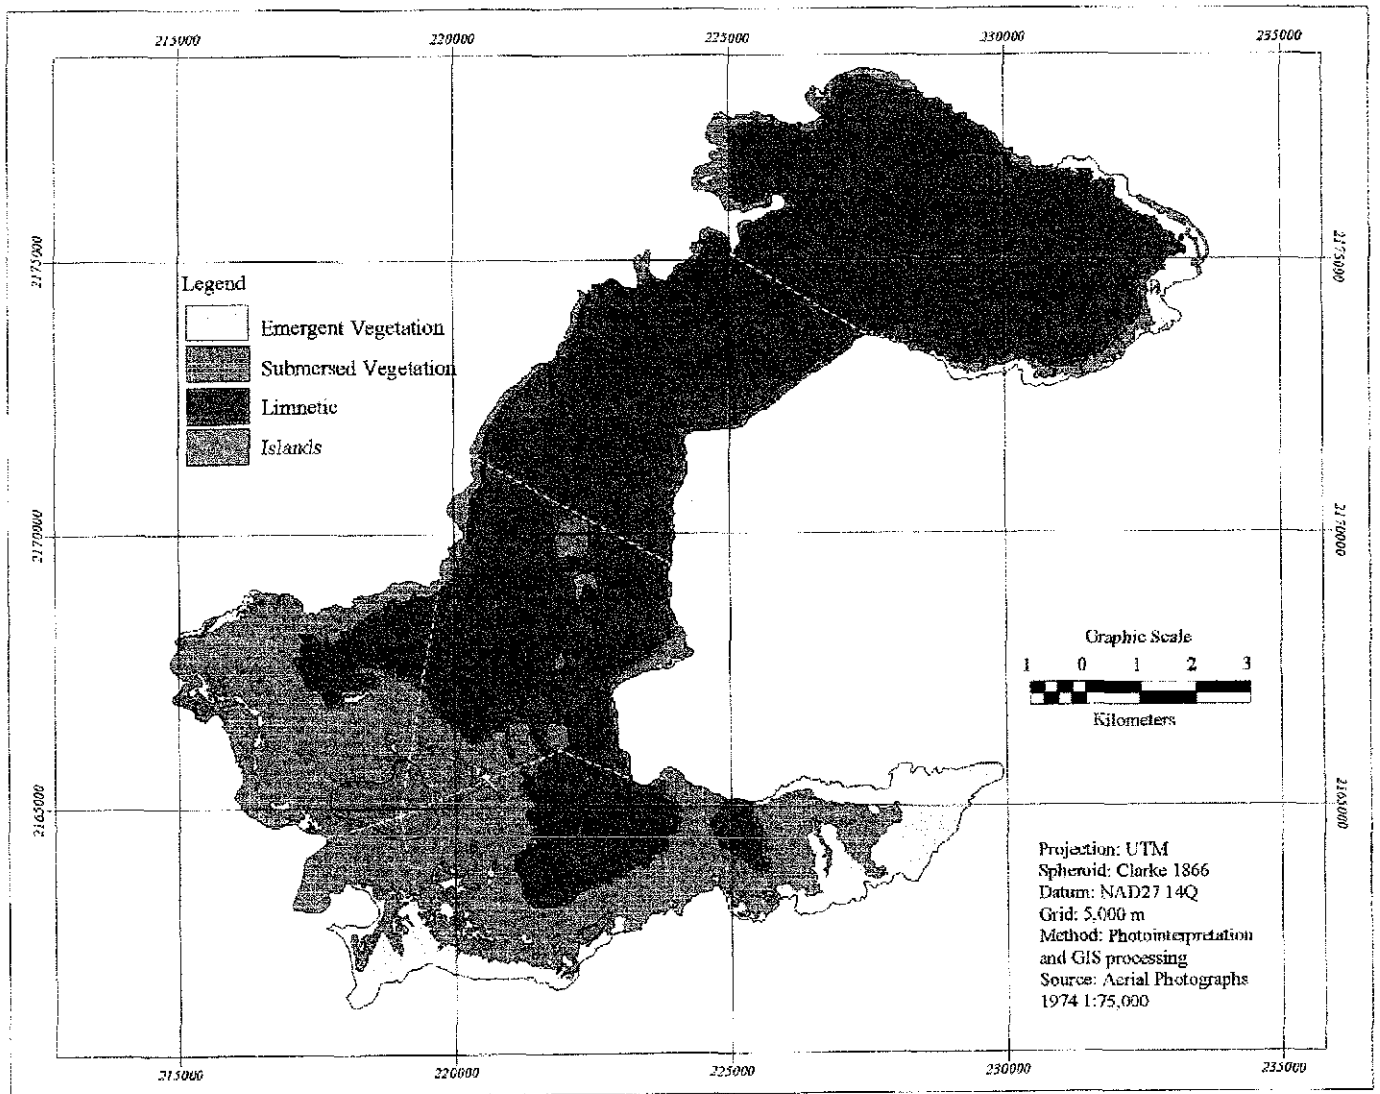 215000 220000 225000 230000 235000
2175000 2175000
Legend
Emergent Vegetation
Submersed Vegetation
Limnetic
Islands
2170000 2170000
Graphic Scale
1 0 1 2 3
Kilometers
2165000 2165000
Projection: UTM
Spheroid: Clarke 1866
Datum: NAD27 14Q
Grid: 5,000 m
Method: Photointerpretation
and GIS processing
Source: Aerial Photographs
1974 1:75,000
215000 220000 225000 230000 235000